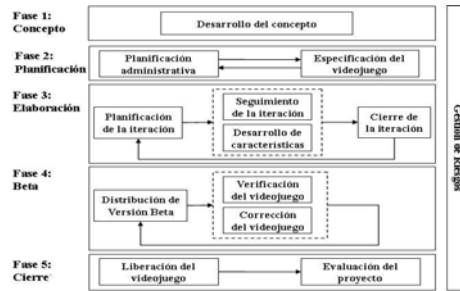 Fase 1:
Concepto
Desarrollo del concepto
Fase 2:
Planificación
Planificación
administrativa
Especificación del
videojuego
Fase 3:
Elaboración
Planificación
de la iteración
Seguimiento
de la iteración
Desarrollo de
características
Cierre de
la iteración
Fase 4:
Beta
Distribución de
Versión Beta
Verificación
del videojuego
Corrección
del videojuego
Fase 5:
Cierre
Liberación del
videojuego
Evaluación del
proyecto
Gestión de Riesgos